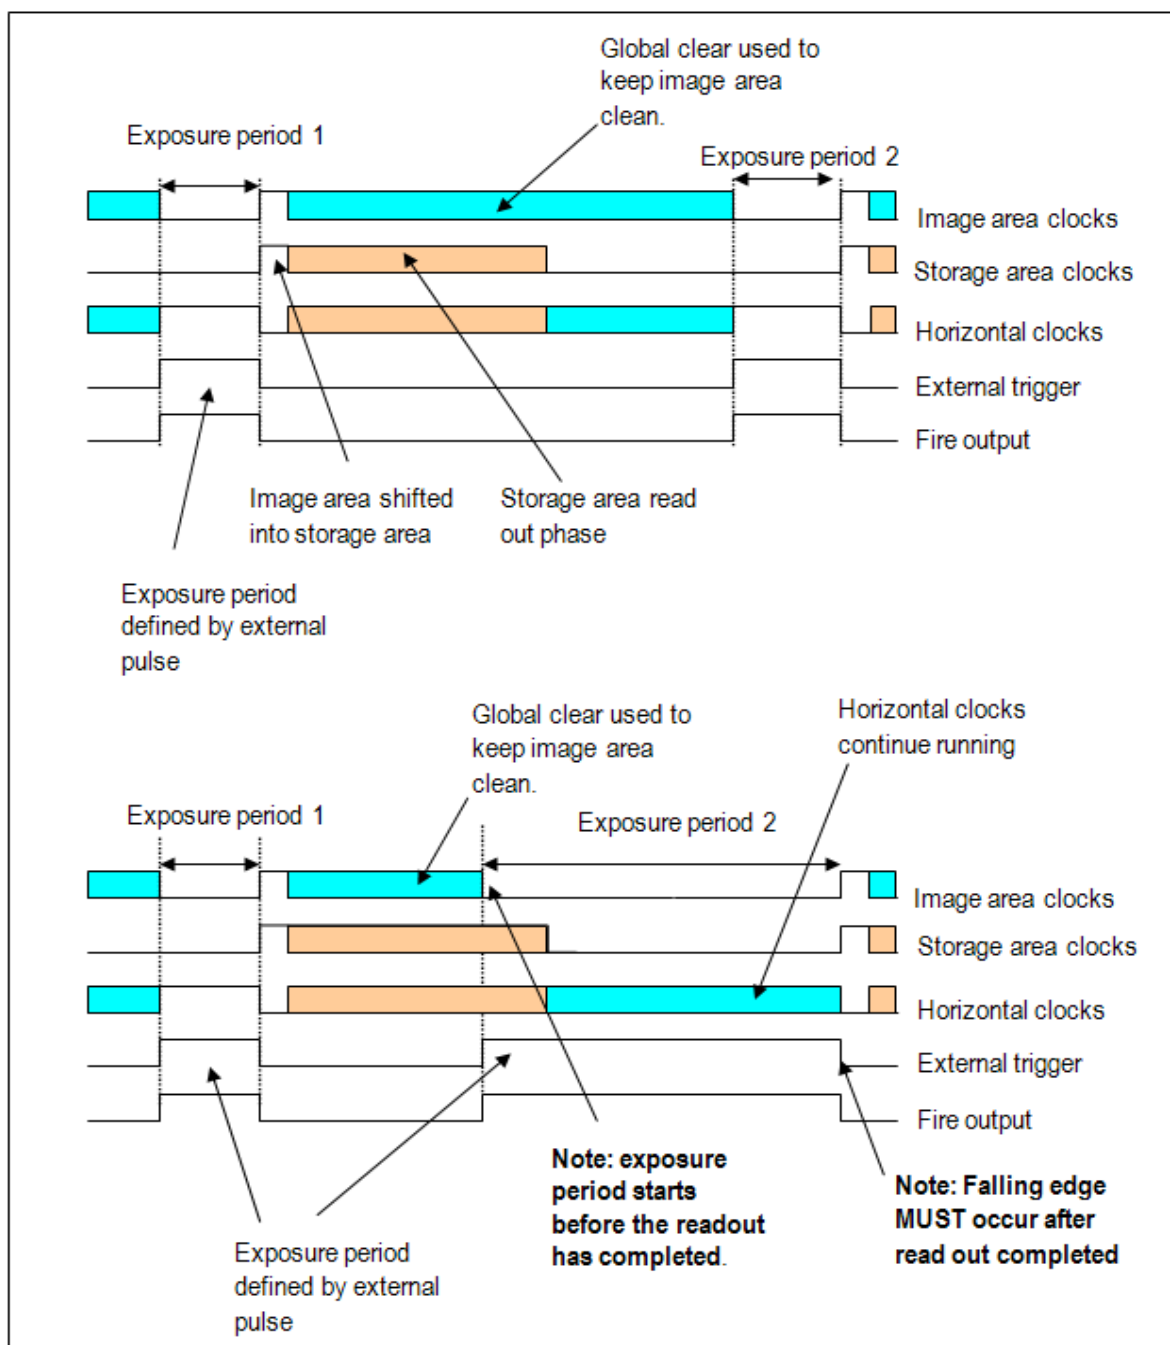 Global clear used to
keep image area
clean.
Exposure period 1
Exposure period 2
Image area clocks
Storage area clocks
Horizontal clocks
External trigger
Fire output
Image area shifted
into storage area
Storage area read
out phase
Exposure period
defined by external
pulse
Global clear used to
keep image area
clean.
Horizontal clocks
continue running
Exposure period 1
Exposure period 2
Image area clocks
Storage area clocks
Horizontal clocks
External trigger
Fire output
Note: exposure
period starts
before the readout
has completed.
Note: Falling edge
MUST occur after
read out completed
Exposure period
defined by external
pulse